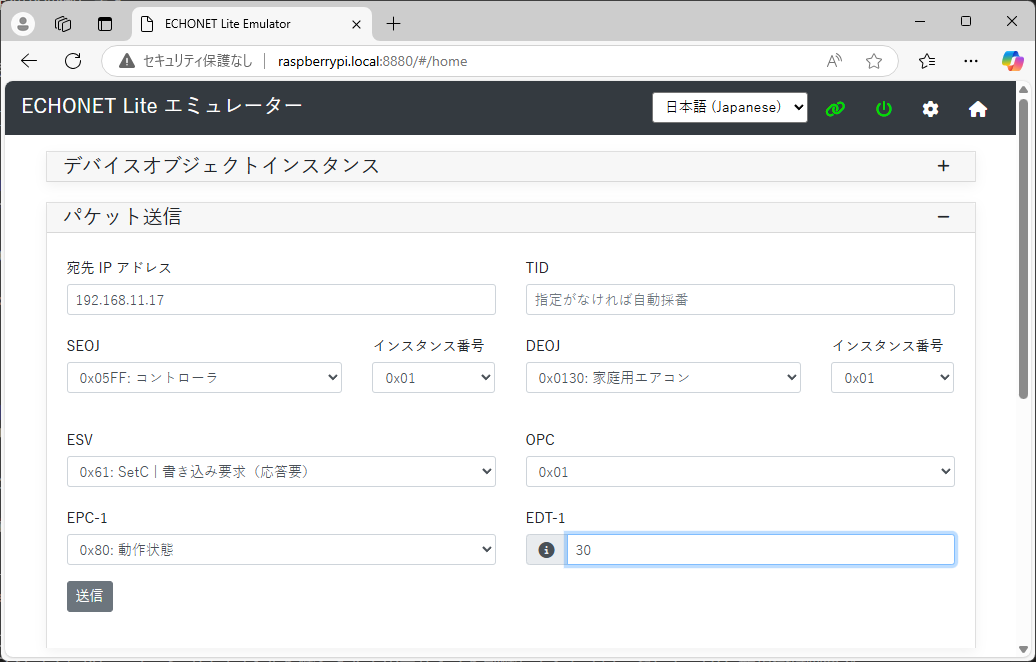 ECHONET Lite Emulator
セキュリティ保護なし raspberrypi.local:8880/#/home
ECHONET Lite エミュレーター 日本語 (Japanese)
デバイスオブジェクトインスタンス
パケット送信
宛先 IP アドレス TID
192.168.11.17 指定がなければ自動採番
SEOJ インスタンス番号 DEOJ インスタンス番号
0x05FF: コントローラ 0x01 0x0130: 家庭用エアコン 0x01
ESV OPC
0x61: SetC | 書き込み要求（応答要） 0x01
EPC-1 EDT-1
0x80: 動作状態 30
送信